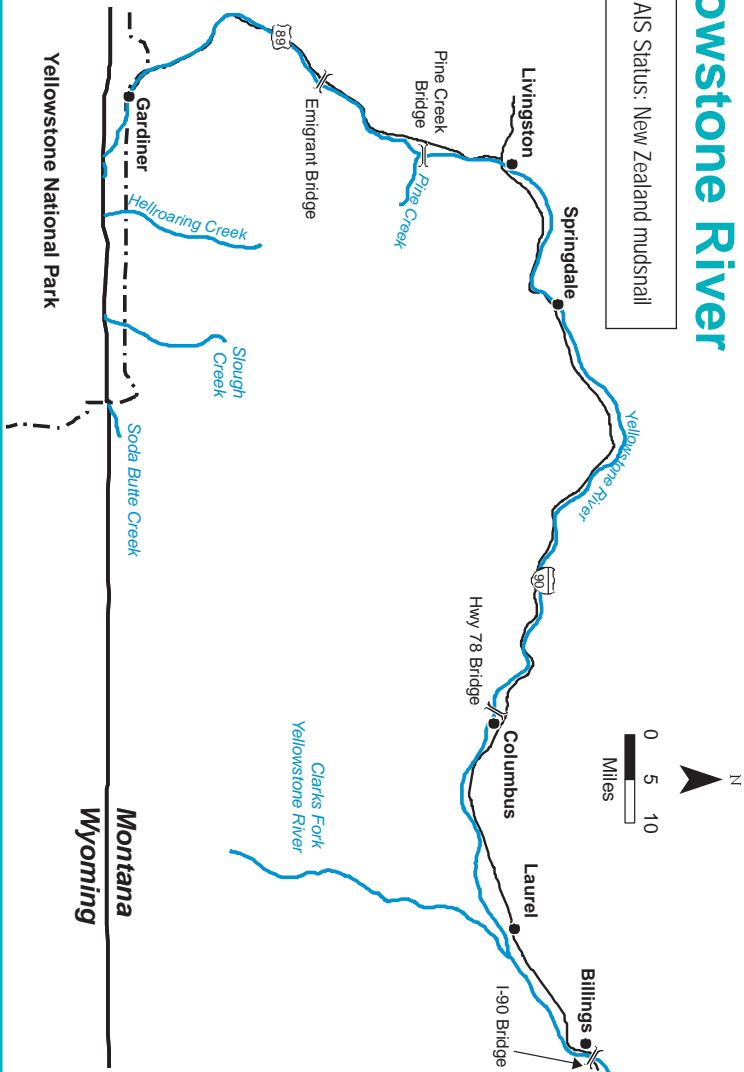 owstone River
AIS Status: New Zealand mudsnail
N
0 5 10
Miles
Livingston
Pine Creek
Bridge
Pine Creek
89
Emigrant Bridge
Springdale
Yellowstone River
90
Hwy 78 Bridge
Columbus
Laurel
Billings
I-90 Bridge
Clarks Fork
Yellowstone River
Gardiner
Hellroaring Creek
Slough
Creek
Soda Butte Creek
Yellowstone National Park
Montana
Wyoming